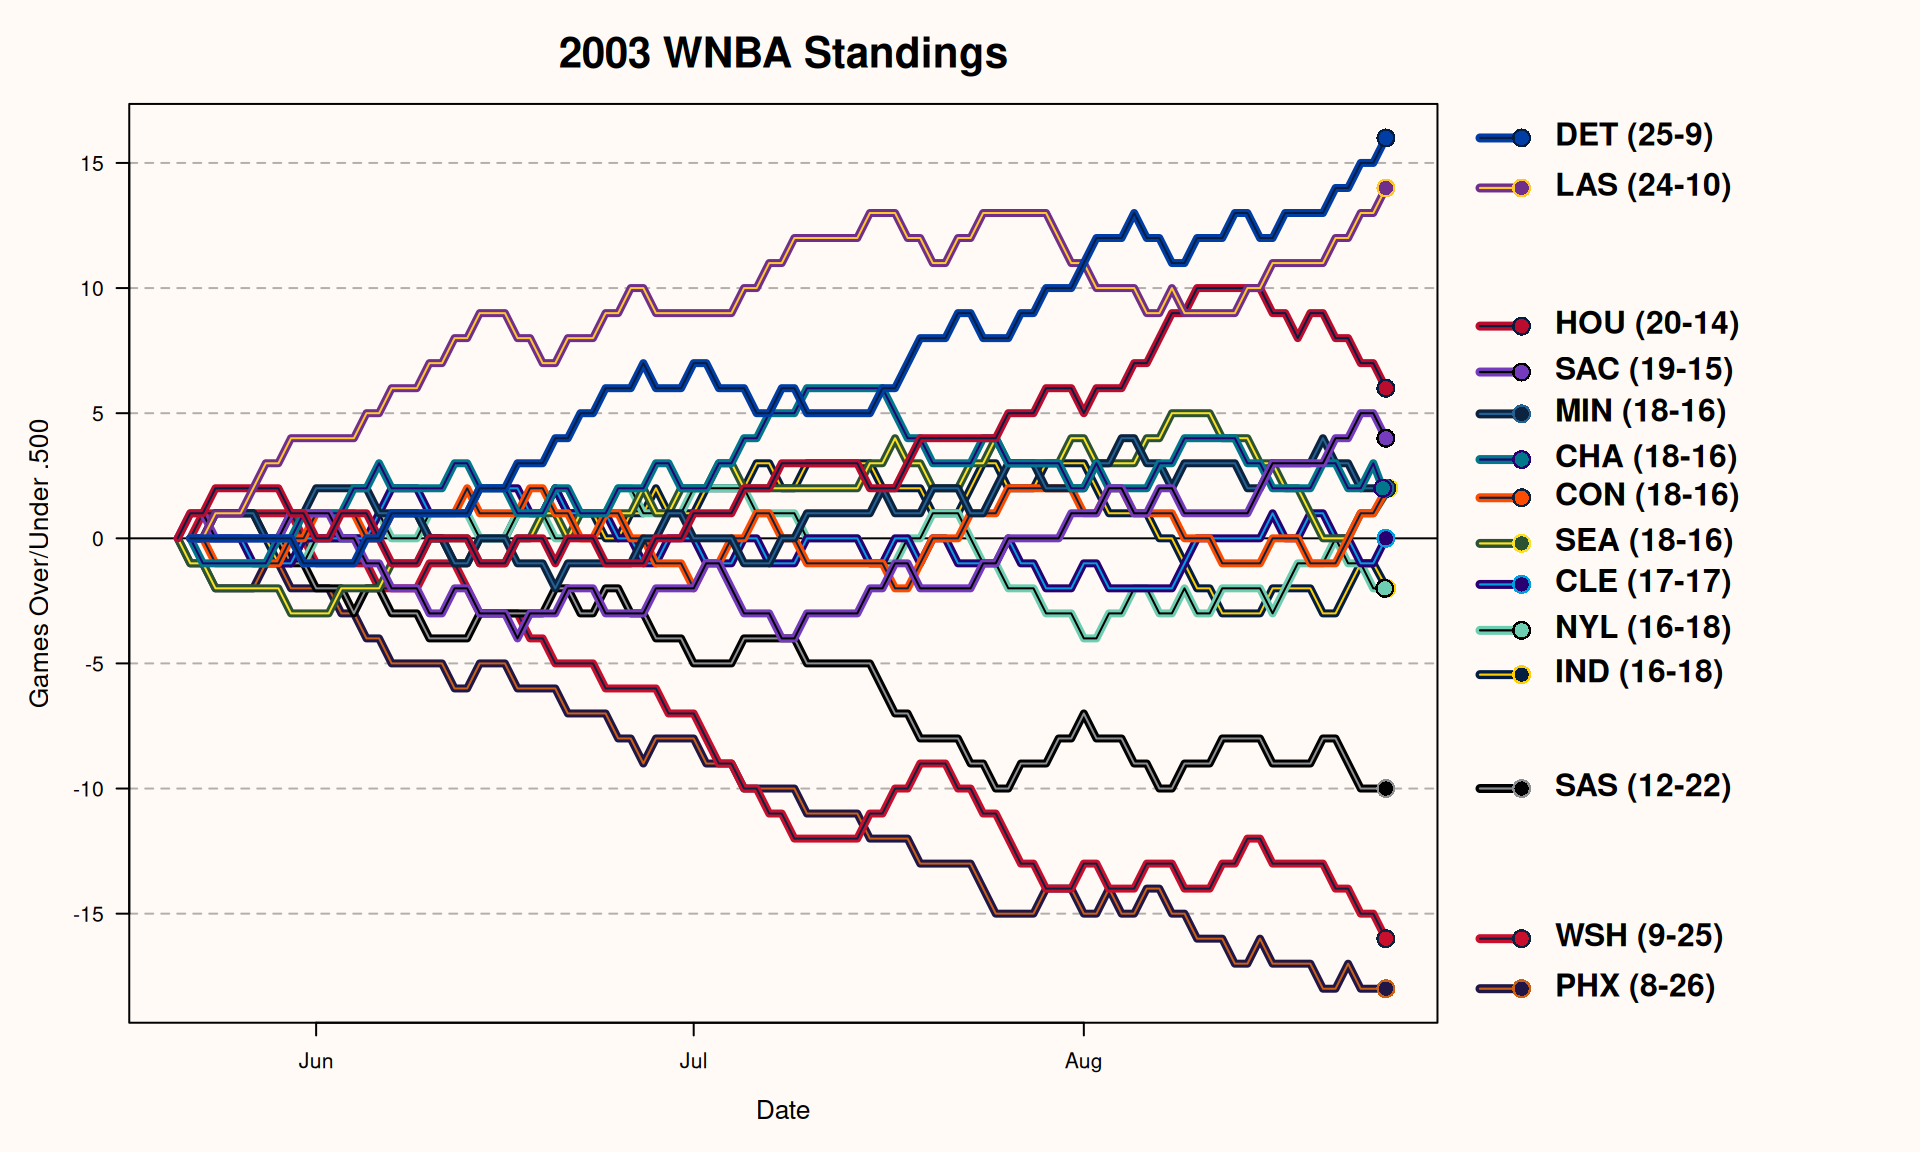 2003 WNBA Standings
Games Over/Under .500
15
10
5
0
-5
-10
-15
Jun
Jul
Aug
Date
DET (25-9)
LAS (24-10)
HOU (20-14)
SAC (19-15)
MIN (18-16)
CHA (18-16)
CON (18-16)
SEA (18-16)
CLE (17-17)
NYL (16-18)
IND (16-18)
SAS (12-22)
WSH (9-25)
PHX (8-26)